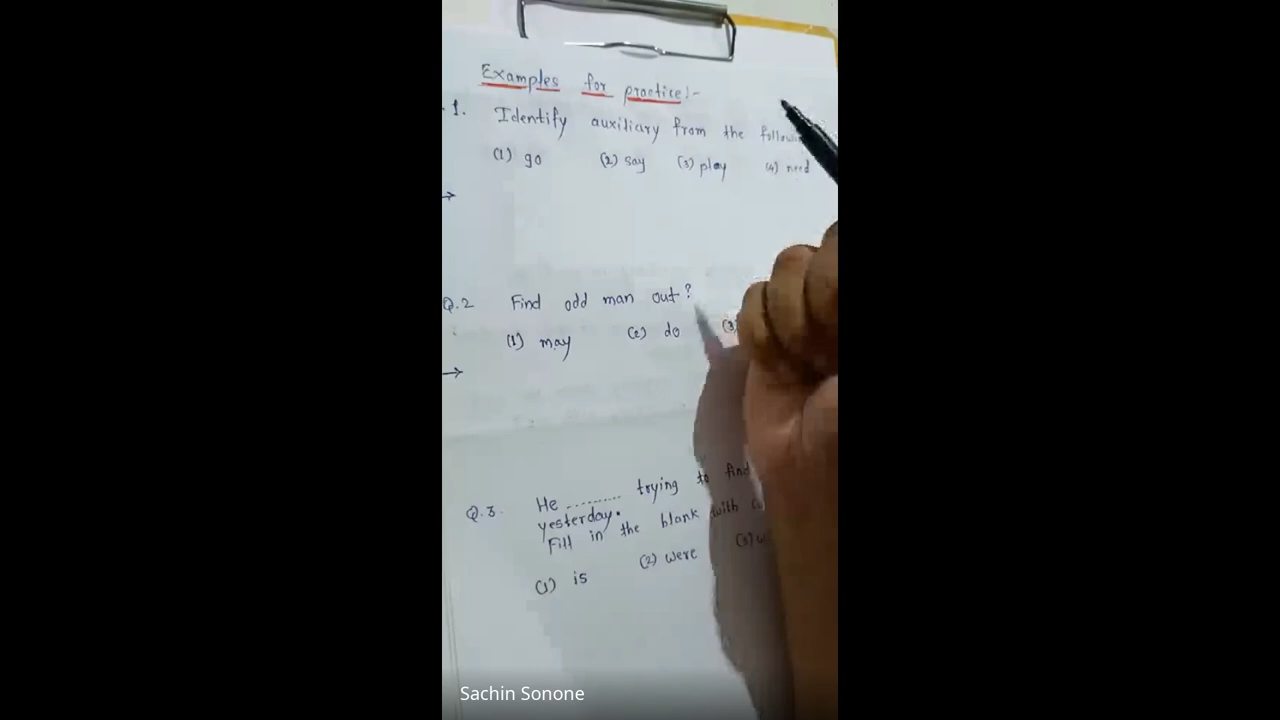 Examples for practice:-
1. Identify auxiliary from the
(1) go (2) say (3) play (4) need
Q.2 Find odd man out?
(1) may (2) do (3)
Q.3. He ......... trying to find
yesterday.
Fill in the blank with
(1) is (2) were (3)
Sachin Sonone